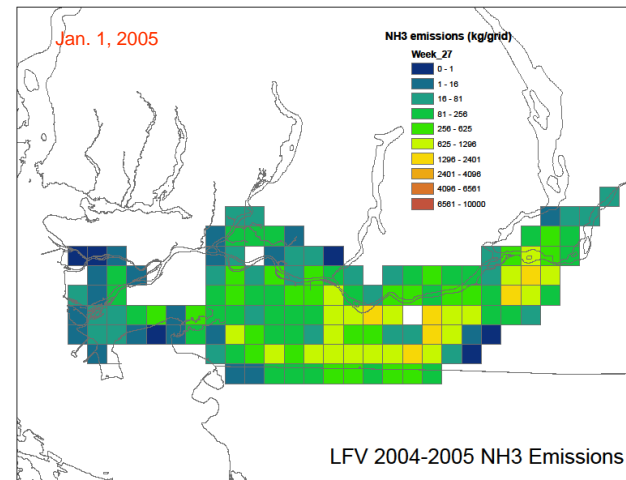 Jan. 1, 2005
NH3 emissions (kg/grid)
Week_27
0 - 1
1 - 16
16 - 81
81 - 256
256 - 625
625 - 1296
1296 - 2401
2401 - 4096
4096 - 6561
6561 - 10000
LFV 2004-2005 NH3 Emissions